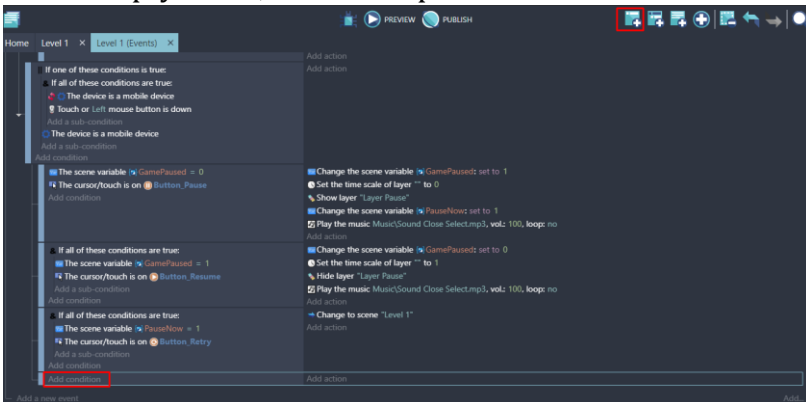 PREVIEW PUBLISH
Home Level 1 × Level 1 (Events) ×
Add action
If one of these conditions is true: Add action
If all of these conditions are true:
The device is a mobile device
Touch or Left mouse button is down
Add a sub-condition
The device is a mobile device
Add a sub-condition
Add condition
The scene variable GamePaused = 0 Change the scene variable GamePaused: set to 1
The cursor/touch is on Button_Pause Set the time scale of layer "" to 0
Add condition Show layer "Layer Pause"
Change the scene variable PauseNow: set to 1
Play the music Music\Sound Close Select.mp3, vol.: 100, loop: no
Add action
If all of these conditions are true: Change the scene variable GamePaused: set to 0
The scene variable GamePaused = 1 Set the time scale of layer "" to 1
The cursor/touch is on Button_Resume Hide layer "Layer Pause"
Add a sub-condition Play the music Music\Sound Close Select.mp3, vol.: 100, loop: no
Add condition Add action
If all of these conditions are true: Change to scene "Level 1"
The scene variable PauseNow = 1 Add action
The cursor/touch is on Button_Retry
Add a sub-condition
Add condition
Add condition Add action
Add a new event Add...